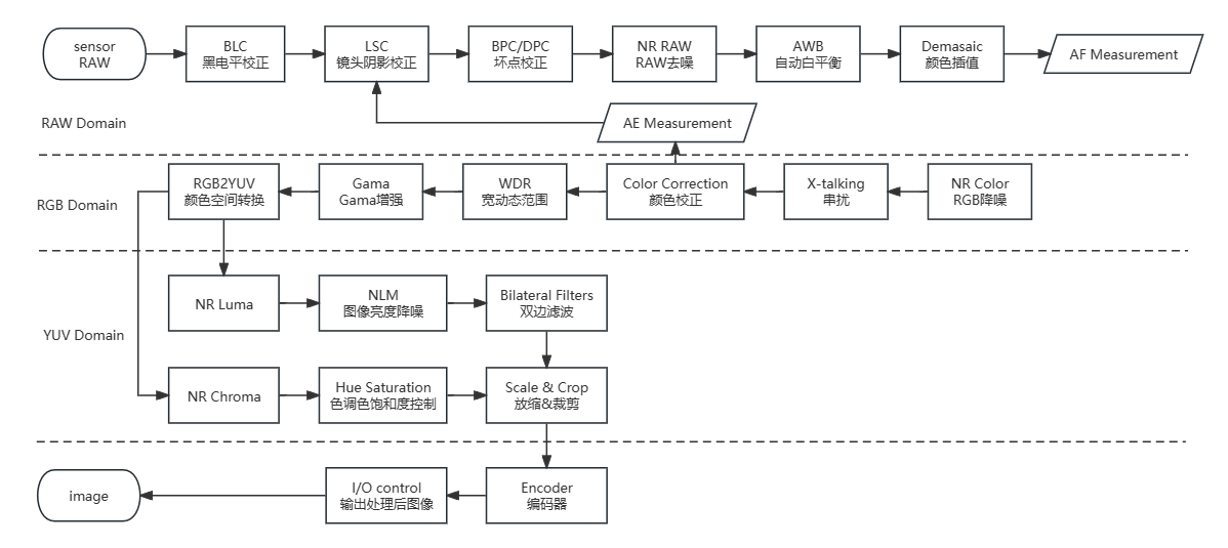 sensor
RAW
BLC
黑电平校正
LSC
镜头阴影校正
BPC/DPC
坏点校正
NR RAW
RAW去噪
AWB
自动白平衡
Demasaic
颜色插值
AF Measurement
RAW Domain
AE Measurement
RGB Domain
RGB2YUV
颜色空间转换
Gama
Gama增强
WDR
宽动态范围
Color Correction
颜色校正
X-talking
串扰
NR Color
RGB降噪
YUV Domain
NR Luma
NLM
图像亮度降噪
Bilateral Filters
双边滤波
NR Chroma
Hue Saturation
色调色饱和度控制
Scale & Crop
放缩&裁剪
image
I/O control
输出处理后图像
Encoder
编码器